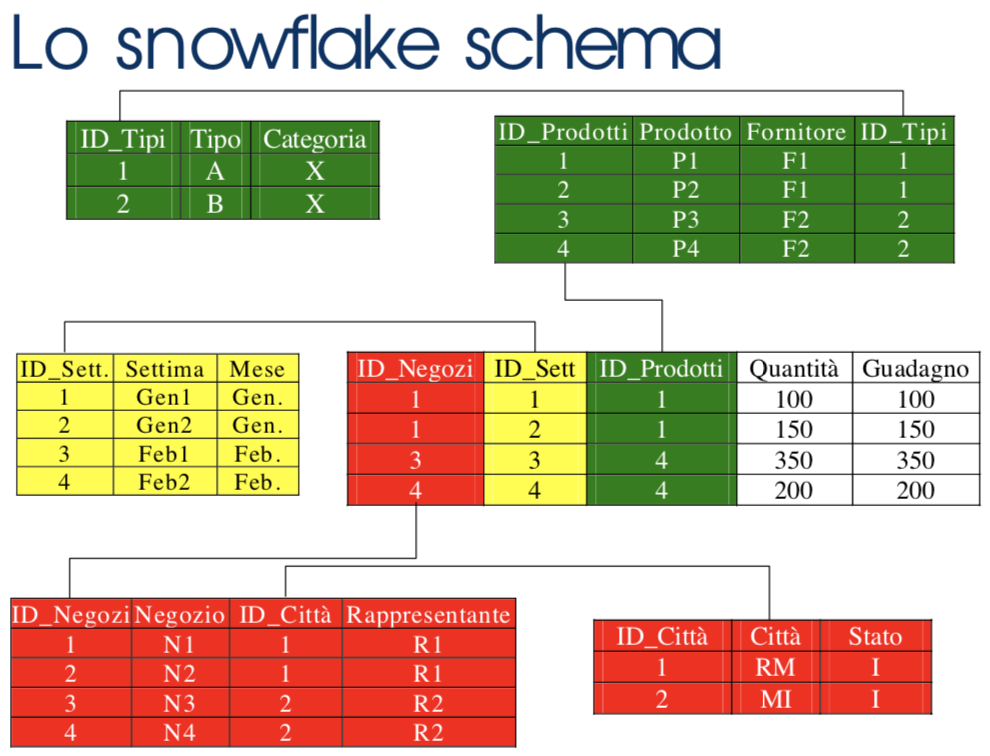 Lo snowflake schema
ID_Tipi Tipo Categoria
1 A X
2 B X
ID_Prodotti Prodotto Fornitore ID_Tipi
1 P1 F1 1
2 P2 F1 1
3 P3 F2 2
4 P4 F2 2
ID_Sett. Settima Mese
1 Gen1 Gen.
2 Gen2 Gen.
3 Feb1 Feb.
4 Feb2 Feb.
ID_Negozi ID_Sett ID_Prodotti Quantità Guadagno
1 1 1 100 100
1 2 1 150 150
3 3 4 350 350
4 4 4 200 200
ID_Negozi Negozio ID_Città Rappresentante
1 N1 1 R1
2 N2 1 R1
3 N3 2 R2
4 N4 2 R2
ID_Città Città Stato
1 RM I
2 MI I